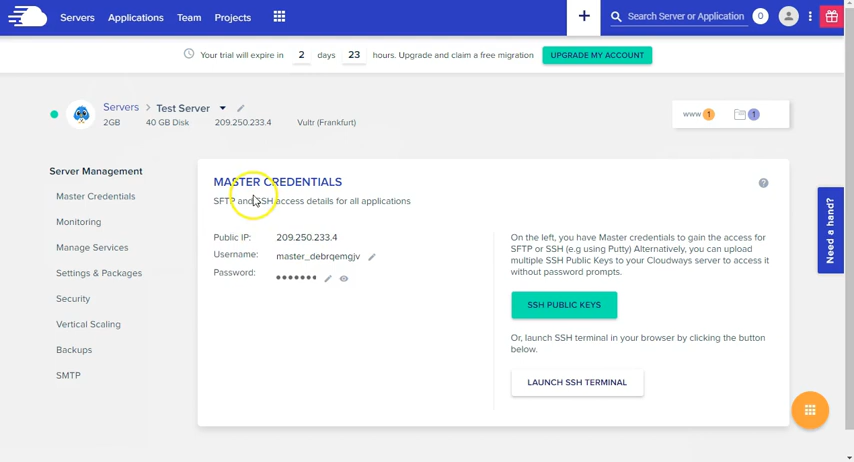 Servers Applications Team Projects + Search Server or Application 0
Your trial will expire in 2 days 23 hours. Upgrade and claim a free migration UPGRADE MY ACCOUNT
Servers > Test Server
2GB 40 GB Disk 209.250.233.4 Vultr (Frankfurt)
www 1 1
Server Management
Master Credentials
Monitoring
Manage Services
Settings & Packages
Security
Vertical Scaling
Backups
SMTP
MASTER CREDENTIALS ?
SFTP and SSH access details for all applications
Public IP: 209.250.233.4
Username: master_debrqemgjv
Password: •••••••
On the left, you have Master credentials to gain the access for
SFTP or SSH (e.g using Putty) Alternatively, you can upload
multiple SSH Public Keys to your Cloudways server to access it
without password prompts.
SSH PUBLIC KEYS
Or, launch SSH terminal in your browser by clicking the button
below.
LAUNCH SSH TERMINAL
Need a hand?